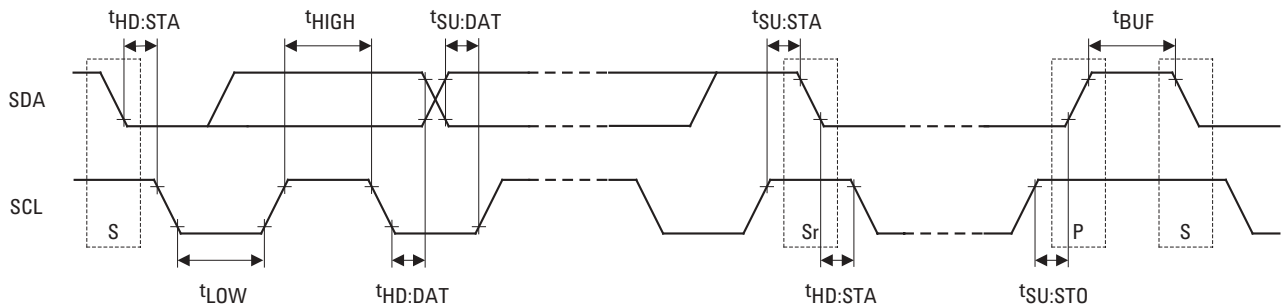 tHD:STA tHIGH tSU:DAT tSU:STA tBUF
SDA
SCL
S Sr P S
tLOW tHD:DAT tHD:STA tSU:STO